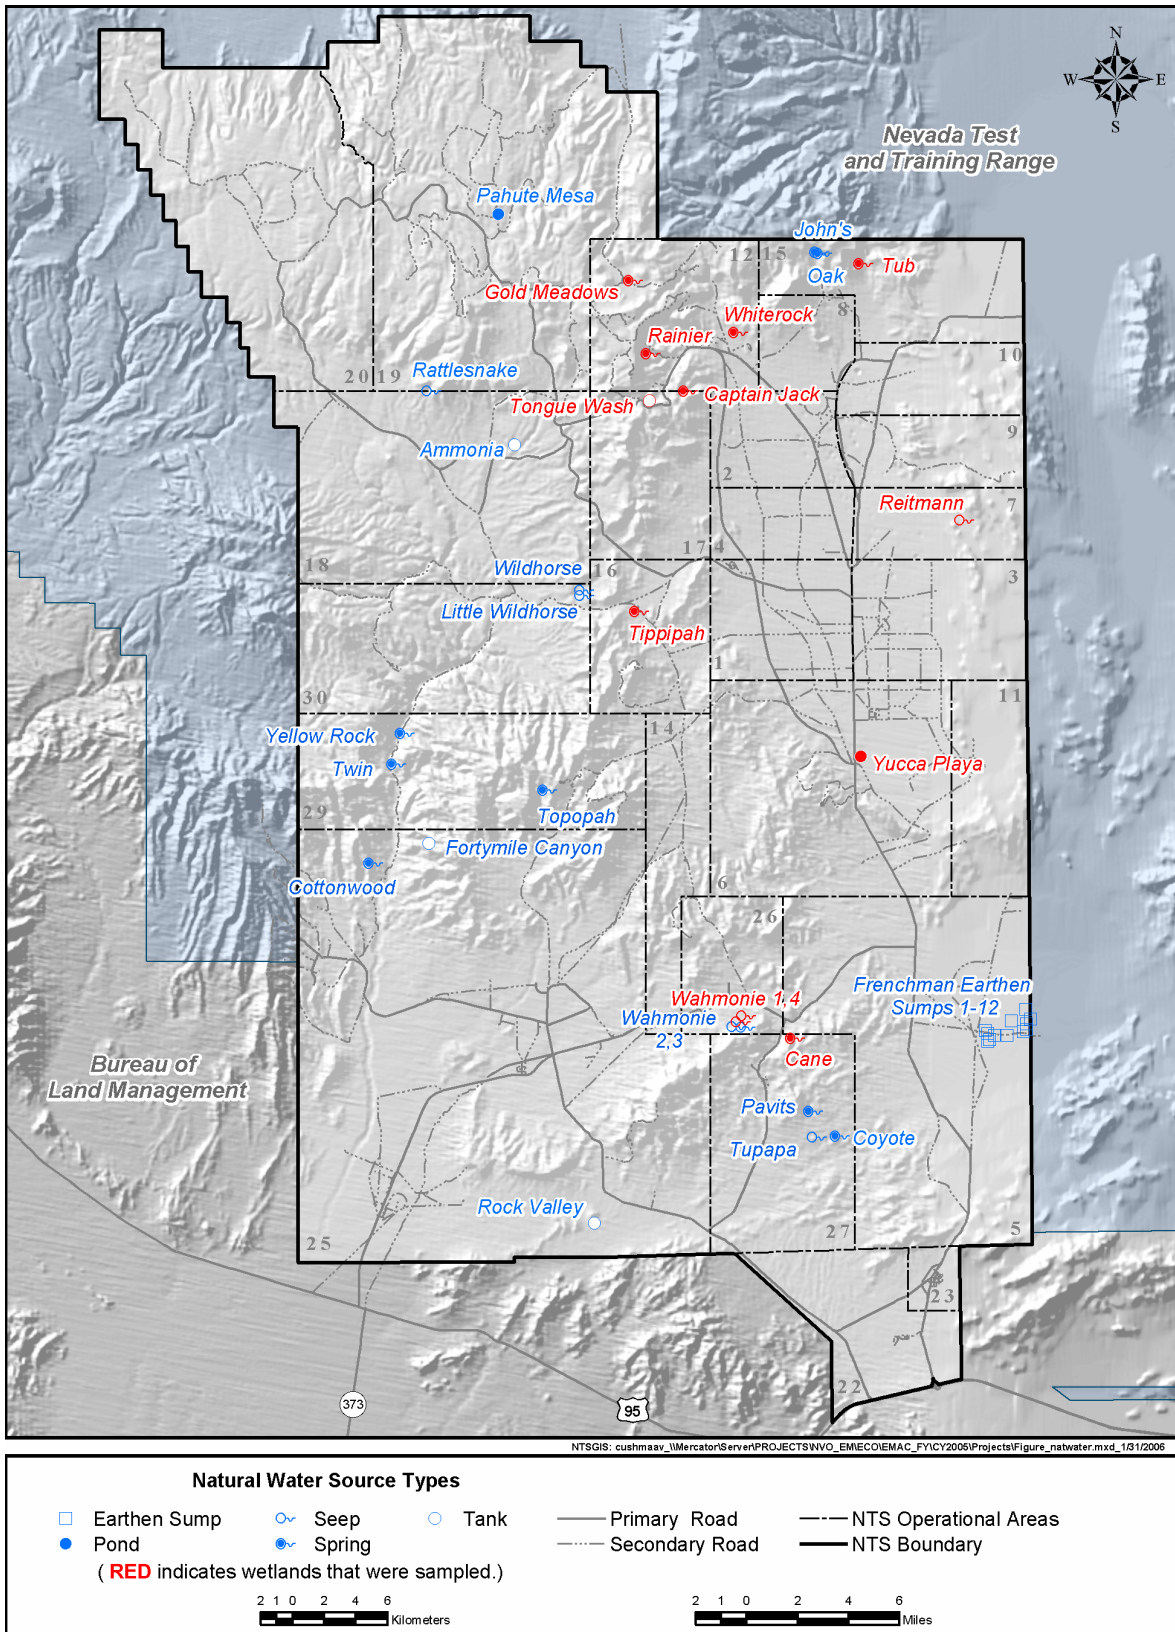 N
W
E
S
Nevada Test
and Training Range
Pahute Mesa
John's
12
15
Oak
Tub
Gold Meadows
8
Whiterock
Rainier
10
Rattlesnake
20
19
Captain Jack
Tongue Wash
9
Ammonia
2
Reitmann
7
17
4
18
Wildhorse
16
3
Little Wildhorse
Tippipah
1
30
11
Yellow Rock
14
Twin
Yucca Playa
29
Topopah
Fortymile Canyon
Cottonwood
6
26
Frenchman Earthen
Sumps 1-12
Wahmonie 1,4
Wahmonie
2,3
Cane
Bureau of
Land Management
Pavits
Tupapa
Coyote
Rock Valley
25
27
5
23
22
373
95
NTSGIS: cushmaav_\\Mercator\Server\PROJECTS\NVO_EM\ECO\EMAC_FY\CY2005\Projects\Figure_natwater.mxd_1/31/2006
Natural Water Source Types
Earthen Sump
Seep
Tank
Primary Road
NTS Operational Areas
Pond
Spring
Secondary Road
NTS Boundary
( RED indicates wetlands that were sampled.)
2 1 0 2 4 6
Kilometers
2 1 0 2 4 6
Miles